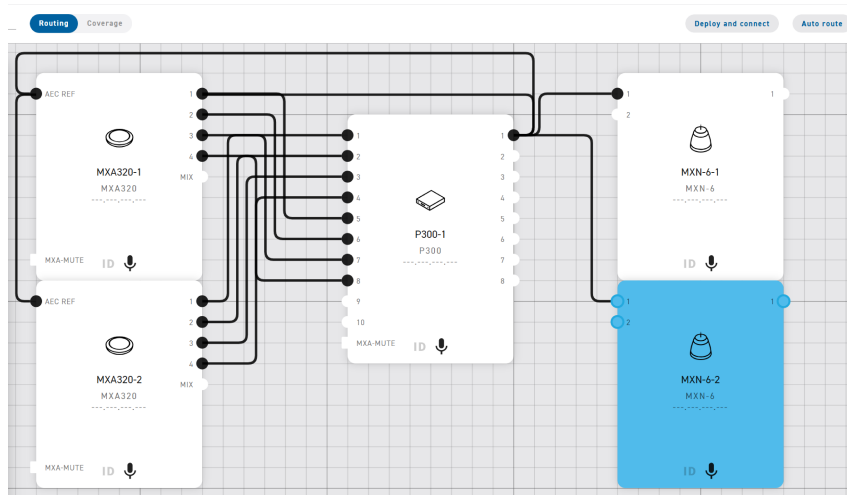 Routing Coverage
Deploy and connect Auto route
AEC REF 1
2
3
4
MIX
MXA320-1
MXA320
---.---.---.---
MXA-MUTE ID
AEC REF 1
2
3
4
MIX
MXA320-2
MXA320
---.---.---.---
MXA-MUTE ID
1 1
2 2
3 3
4 4
5 5
6 6
7 7
8 8
9
10
P300-1
P300
---.---.---.---
MXA-MUTE ID
1 1
2
MXN-6-1
MXN-6
---.---.---.---
ID
1 1
2
MXN-6-2
MXN-6
---.---.---.---
ID